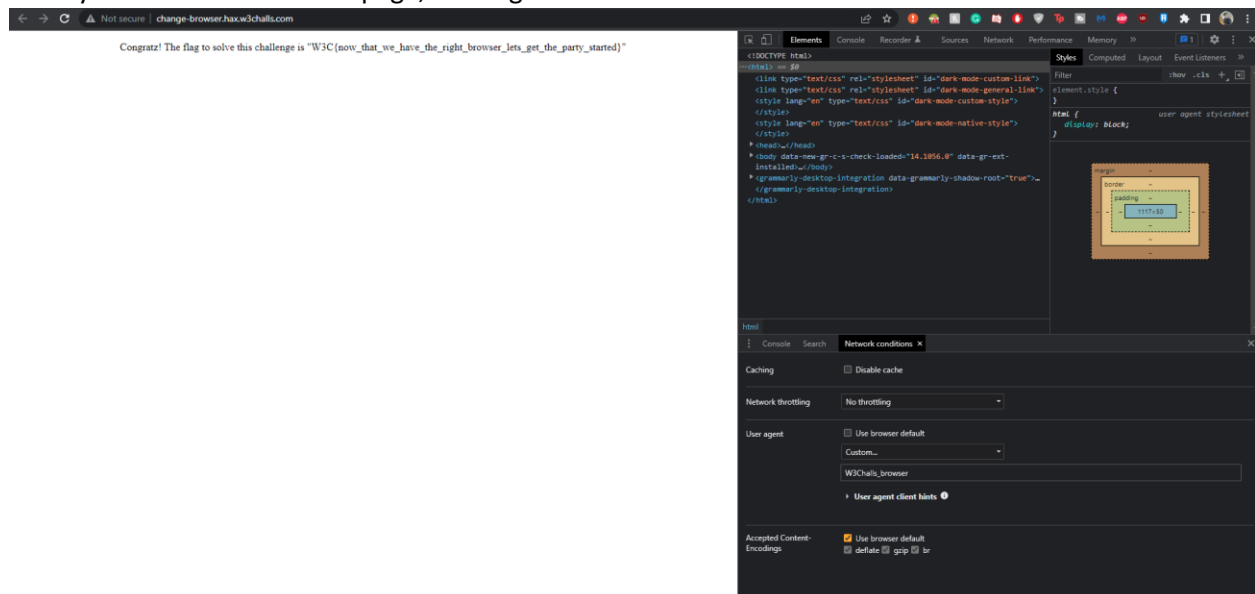 Not secure | change-browser.hax.w3challs.com
Congratz! The flag to solve this challenge is "W3C{now_that_we_have_the_right_browser_lets_get_the_party_started}"
Elements Console Recorder Sources Network Performance Memory » 1
<!DOCTYPE html>
<html> == $0
<link type="text/css" rel="stylesheet" id="dark-mode-custom-link">
<link type="text/css" rel="stylesheet" id="dark-mode-general-link">
<style lang="en" type="text/css" id="dark-mode-custom-style">
</style>
<style lang="en" type="text/css" id="dark-mode-native-style">
</style>
<head>…</head>
<body data-new-gr-c-s-check-loaded="14.1056.0" data-gr-ext-
installed>…</body>
<grammarly-desktop-integration data-grammarly-shadow-root="true">…
</grammarly-desktop-integration>
</html>
html
Styles Computed Layout Event Listeners »
Filter :hov .cls +
element.style {
}
html { user agent stylesheet
display: block;
}
margin -
border -
padding -
- - - 1117×50 - - -
-
-
-
Console Search Network conditions ×
Caching Disable cache
Network throttling No throttling
User agent Use browser default
Custom...
W3Challs_browser
User agent client hints
Accepted Content- Use browser default
Encodings deflate gzip br